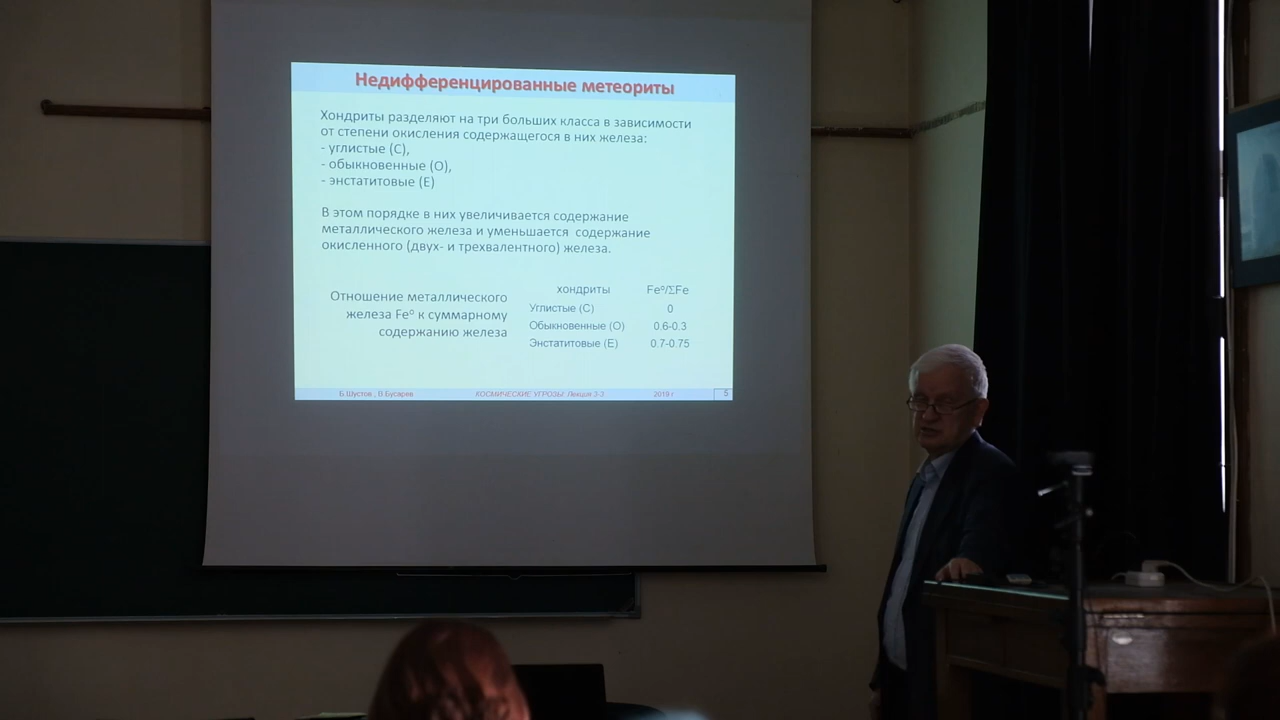 Недифференцированные метеориты
Хондриты разделяют на три больших класса в зависимости
от степени окисления содержащегося в них железа:
- углистые (С),
- обыкновенные (О),
- энстатитовые (Е)
В этом порядке в них увеличивается содержание
металлического железа и уменьшается содержание
окисленного (двух- и трехвалентного) железа.
Отношение металлического
железа Feº к суммарному
содержанию железа
хондриты Feº/ΣFe
Углистые (С) 0
Обыкновенные (О) 0.6-0.3
Энстатитовые (Е) 0.7-0.75
Б.Шустов , В.Бусарев КОСМИЧЕСКИЕ УГРОЗЫ: Лекция 3-3 2019 г. 5